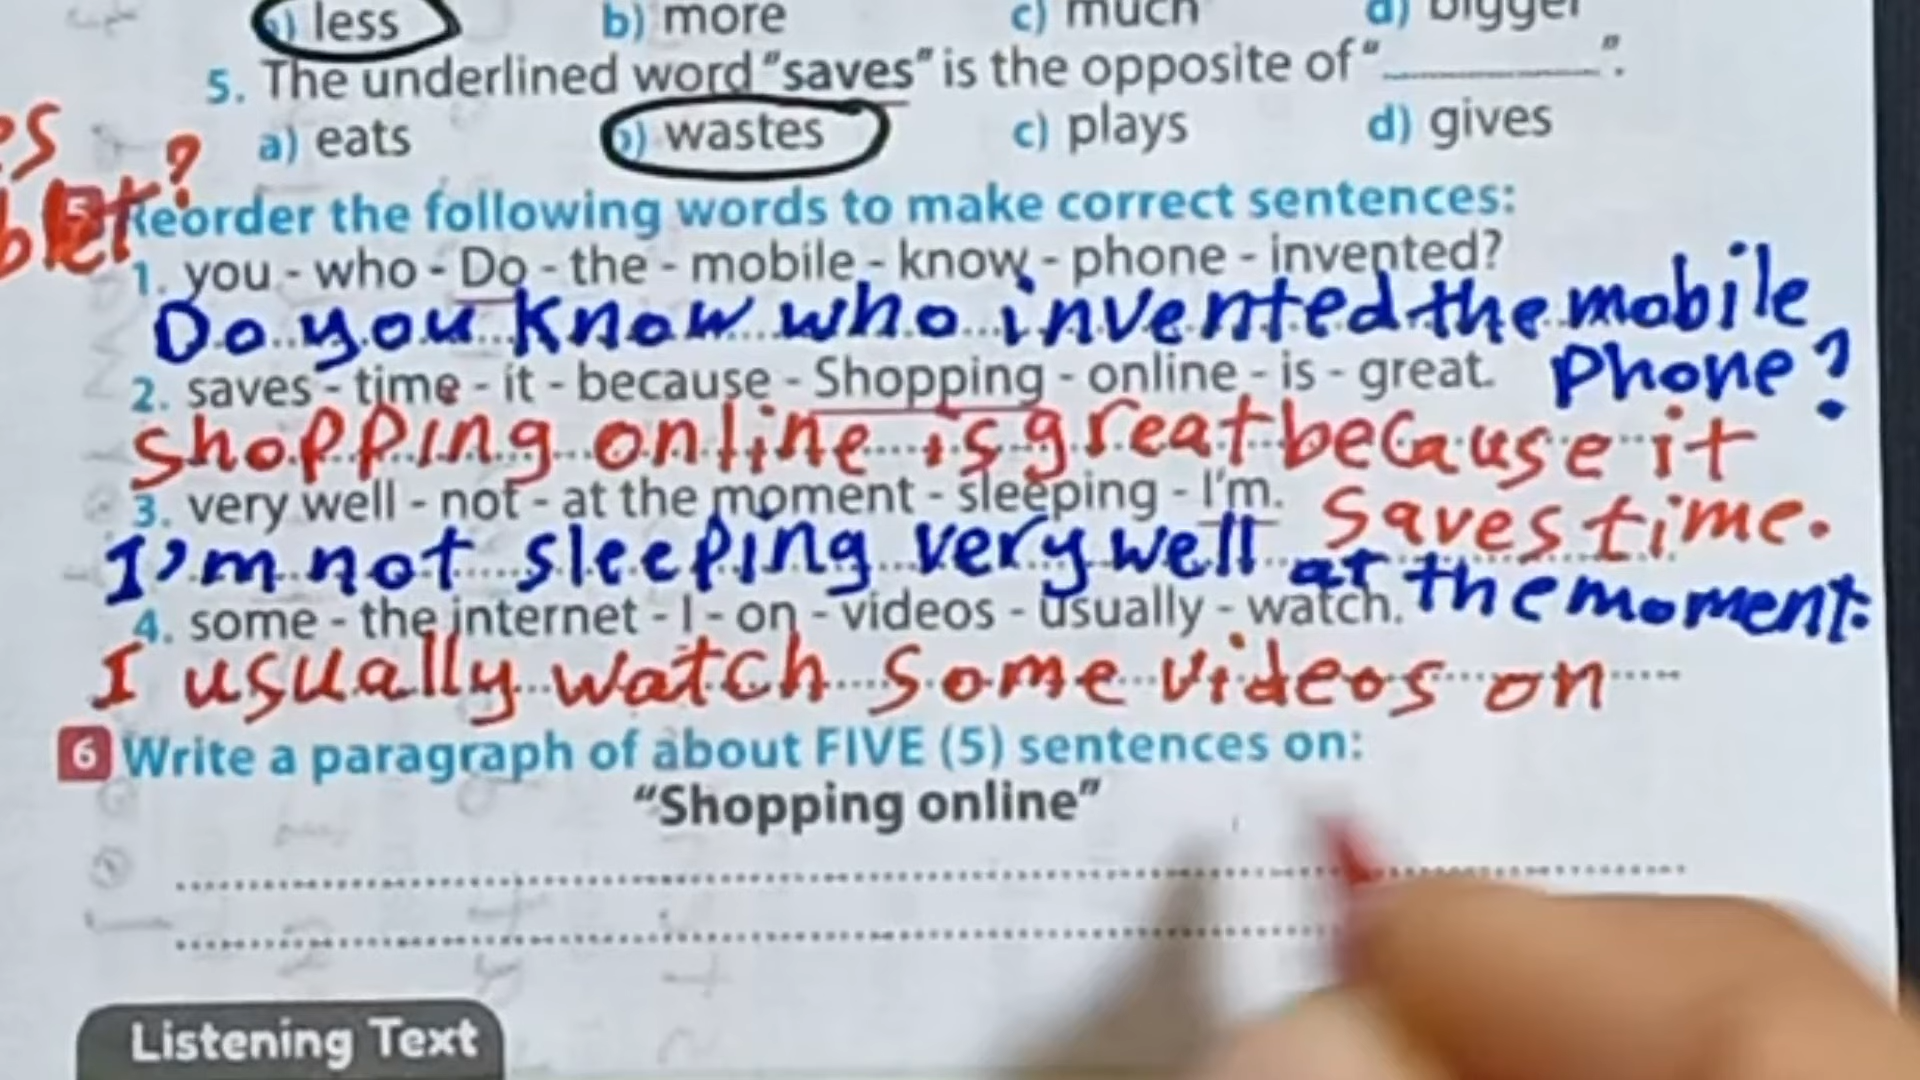 a) less b) more c) much d) bigger
5. The underlined word "saves" is the opposite of "..........".
a) eats b) wastes c) plays d) gives
5 Reorder the following words to make correct sentences:
1. you - who - Do - the - mobile - know - phone - invented?
Do you know who invented the mobile
phone?
2. saves - time - it - because - Shopping - online - is - great.
Shopping online is great because it
saves time.
3. very well - not - at the moment - sleeping - I'm.
I'm not sleeping very well at the moment.
4. some - the internet - I - on - videos - usually - watch.
I usually watch some videos on
6 Write a paragraph of about FIVE (5) sentences on:
"Shopping online"
Listening Text